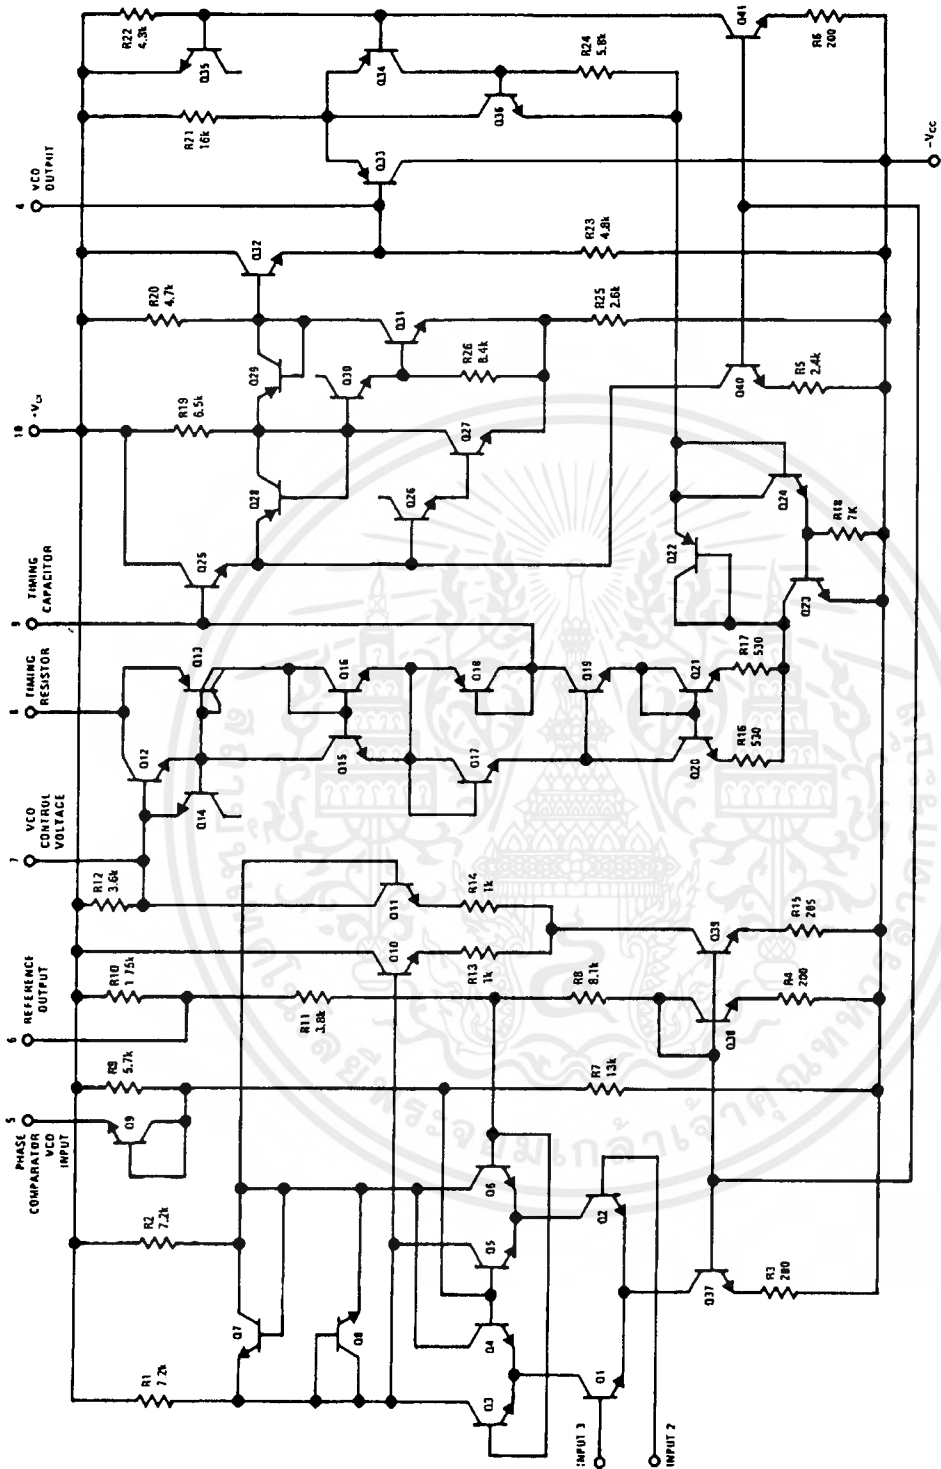 INPUT 3
INPUT 2
R1
7.2k
R2
7.2k
Q7
Q8
Q3
Q4
Q5
Q6
Q1
Q2
Q37
R3
200
5
PHASE
COMPARATOR
VCO
INPUT
R9
5.7k
Q9
R7
13k
6
REFERENCE
OUTPUT
R10
1.75k
R11
3.8k
R8
8.1k
Q38
R4
200
Q10
Q11
R13
1k
R14
1k
Q39
R15
205
7
VCO
CONTROL
VOLTAGE
R12
3.6k
8
TIMING
RESISTOR
Q12
Q13
Q14
Q15
Q16
Q17
Q18
Q19
Q20
Q21
R16
530
R17
530
9
TIMING
CAPACITOR
Q22
Q23
Q24
R18
7K
10
Q25
R19
6.5k
Q28
Q29
Q26
Q27
Q30
Q31
R26
8.4k
R20
4.7k
R25
2.6k
Q32
R23
4.8k
Q40
R5
2.4k
4
VCO
OUTPUT
R21
16k
Q33
Q34
Q35
Q36
R22
4.3k
R24
5.8k
Q41
R6
200
-VCC